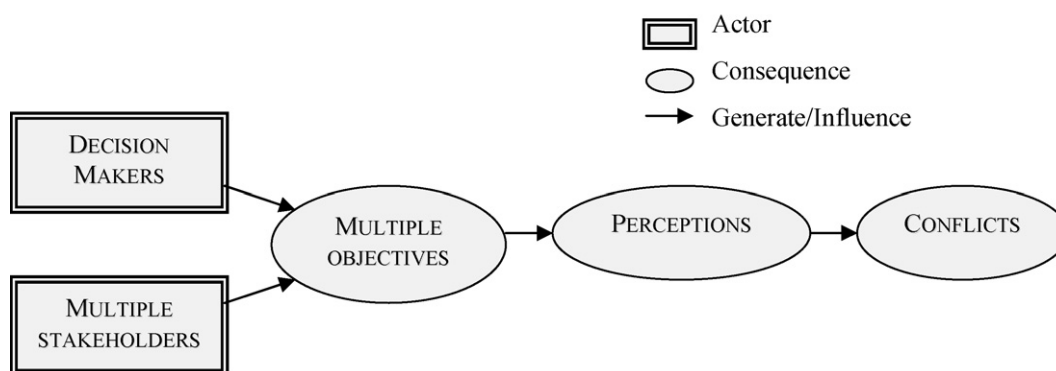 Actor
Consequence
Generate/Influence
DECISION
MAKERS
MULTIPLE
OBJECTIVES
PERCEPTIONS
CONFLICTS
MULTIPLE
STAKEHOLDERS